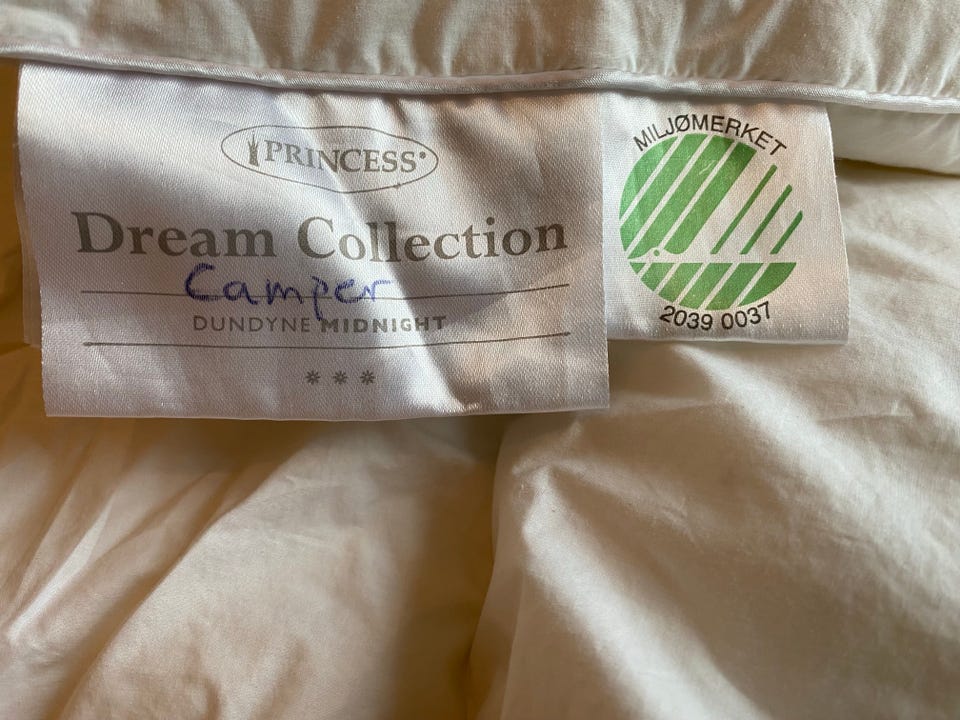 PRINCESS®
Dream Collection
Camper
DUNDYNE MIDNIGHT
MILJØMERKET
2039 0037